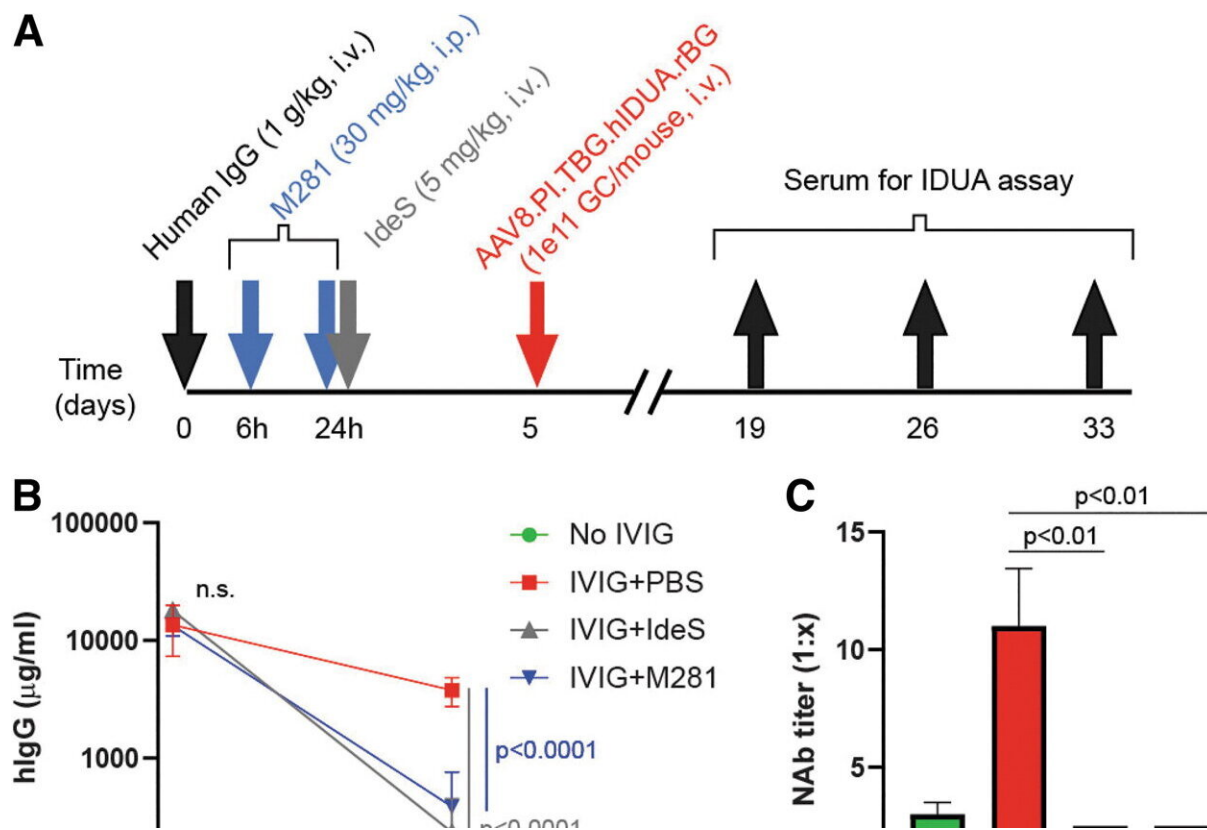 A
Human IgG (1 g/kg, i.v.)
M281 (30 mg/kg, i.p.)
IdeS (5 mg/kg, i.v.)
AAV8.PI.TBG.hIDUA.rBG
(1e11 GC/mouse, i.v.)
Serum for IDUA assay
Time
(days)
0 6h 24h 5 19 26 33
B
100000
10000
1000
hIgG (μg/ml)
n.s.
No IVIG
IVIG+PBS
IVIG+IdeS
IVIG+M281
p<0.0001
p<0.0001
C
p<0.01
p<0.01
15
10
5
NAb titer (1:x)